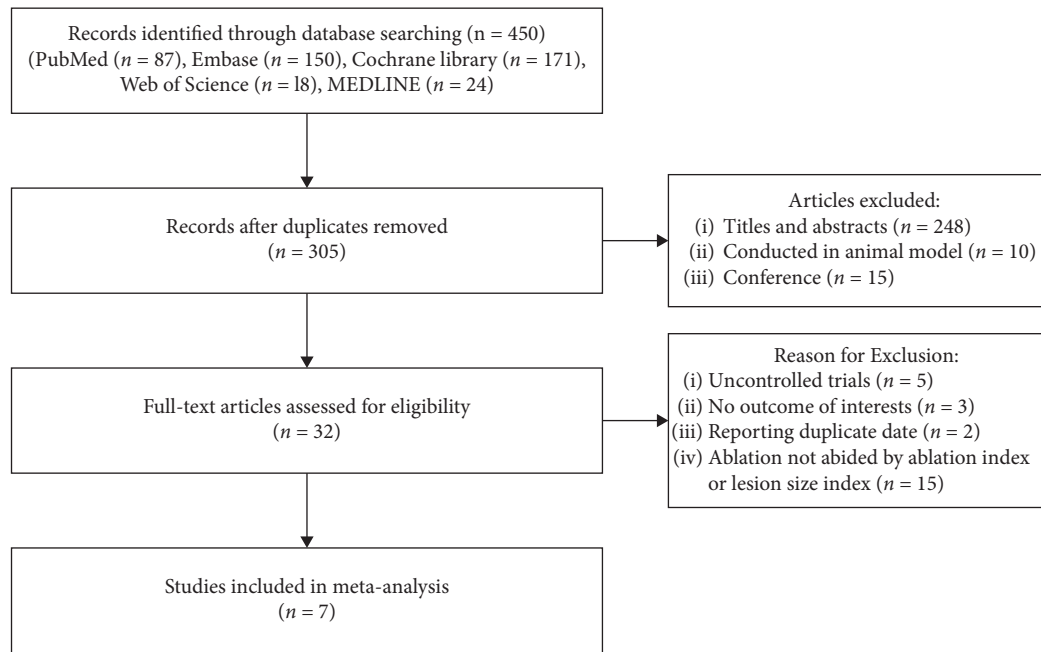 Records identified through database searching (n = 450)
(PubMed (n = 87), Embase (n = 150), Cochrane library (n = 171),
Web of Science (n = l8), MEDLINE (n = 24)
Records after duplicates removed
(n = 305)
Articles excluded:
(i) Titles and abstracts (n = 248)
(ii) Conducted in animal model (n = 10)
(iii) Conference (n = 15)
Full-text articles assessed for eligibility
(n = 32)
Reason for Exclusion:
(i) Uncontrolled trials (n = 5)
(ii) No outcome of interests (n = 3)
(iii) Reporting duplicate date (n = 2)
(iv) Ablation not abided by ablation index
or lesion size index (n = 15)
Studies included in meta-analysis
(n = 7)